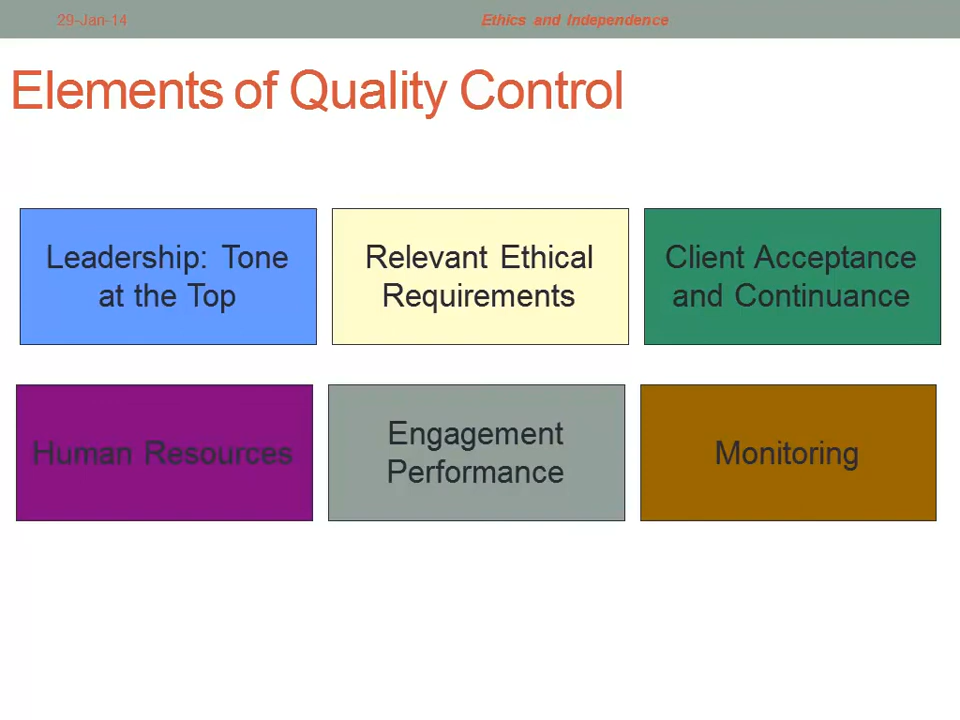 29-Jan-14
Ethics and Independence
Elements of Quality Control
Leadership: Tone
at the Top
Relevant Ethical
Requirements
Client Acceptance
and Continuance
Human Resources
Engagement
Performance
Monitoring